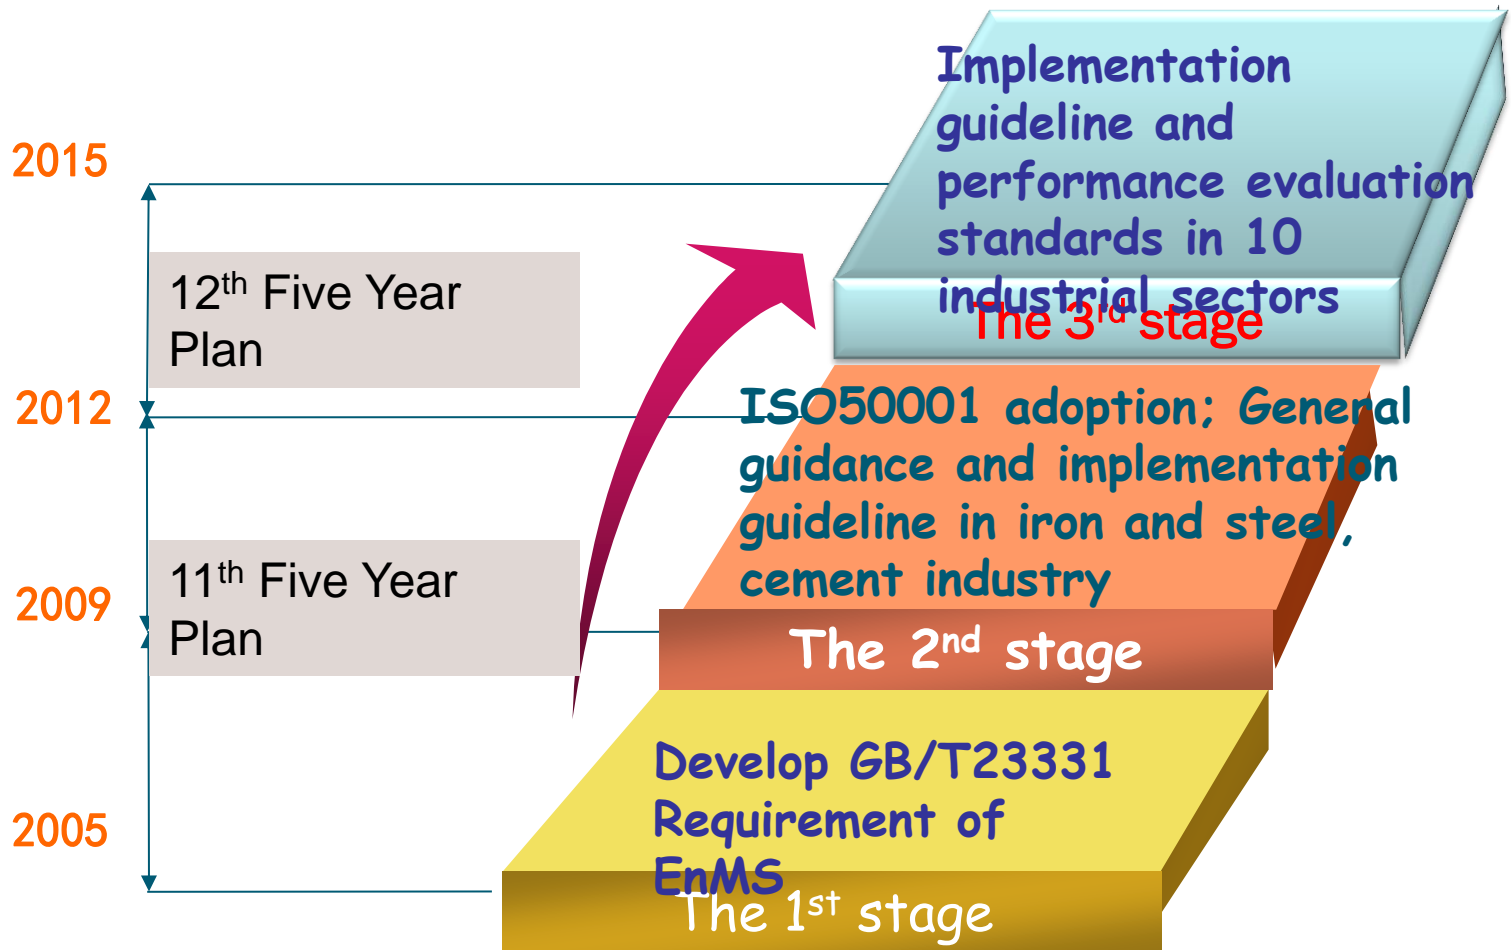 2015
12th Five Year
Plan
2012
11th Five Year
Plan
2009
2005
Implementation
guideline and
performance evaluation
standards in 10
industrial sectors
The 3rd stage
ISO50001 adoption; General
guidance and implementation
guideline in iron and steel,
cement industry
The 2nd stage
Develop GB/T23331
Requirement of
EnMS
The 1st stage